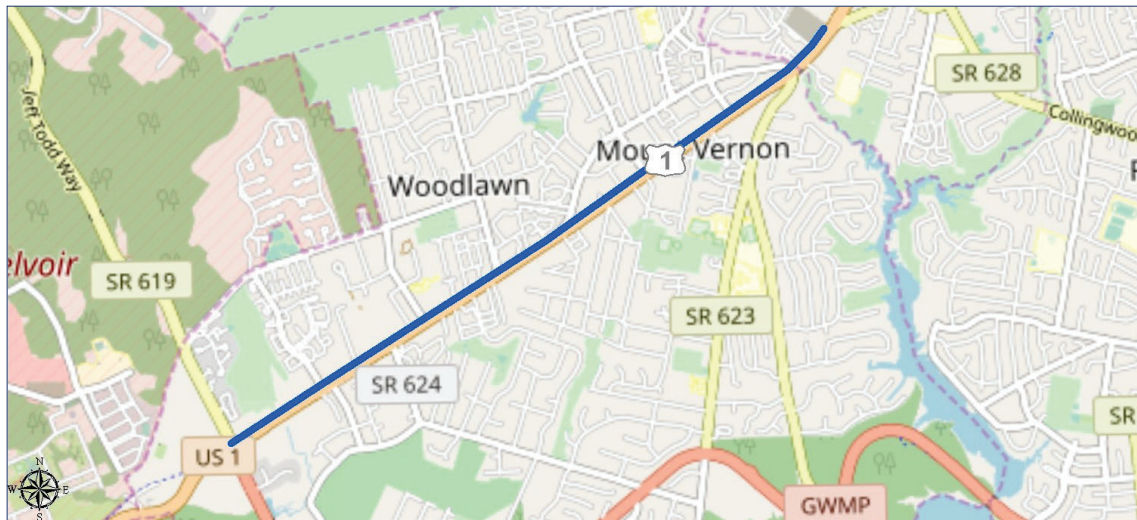 SR 628
Jeff Todd Way
Collingwoo
1
Vernon
Woodlawn
elvoir
SR 619
SR 623
SR 624
SR
US 1
GWMP
N
W
E
S